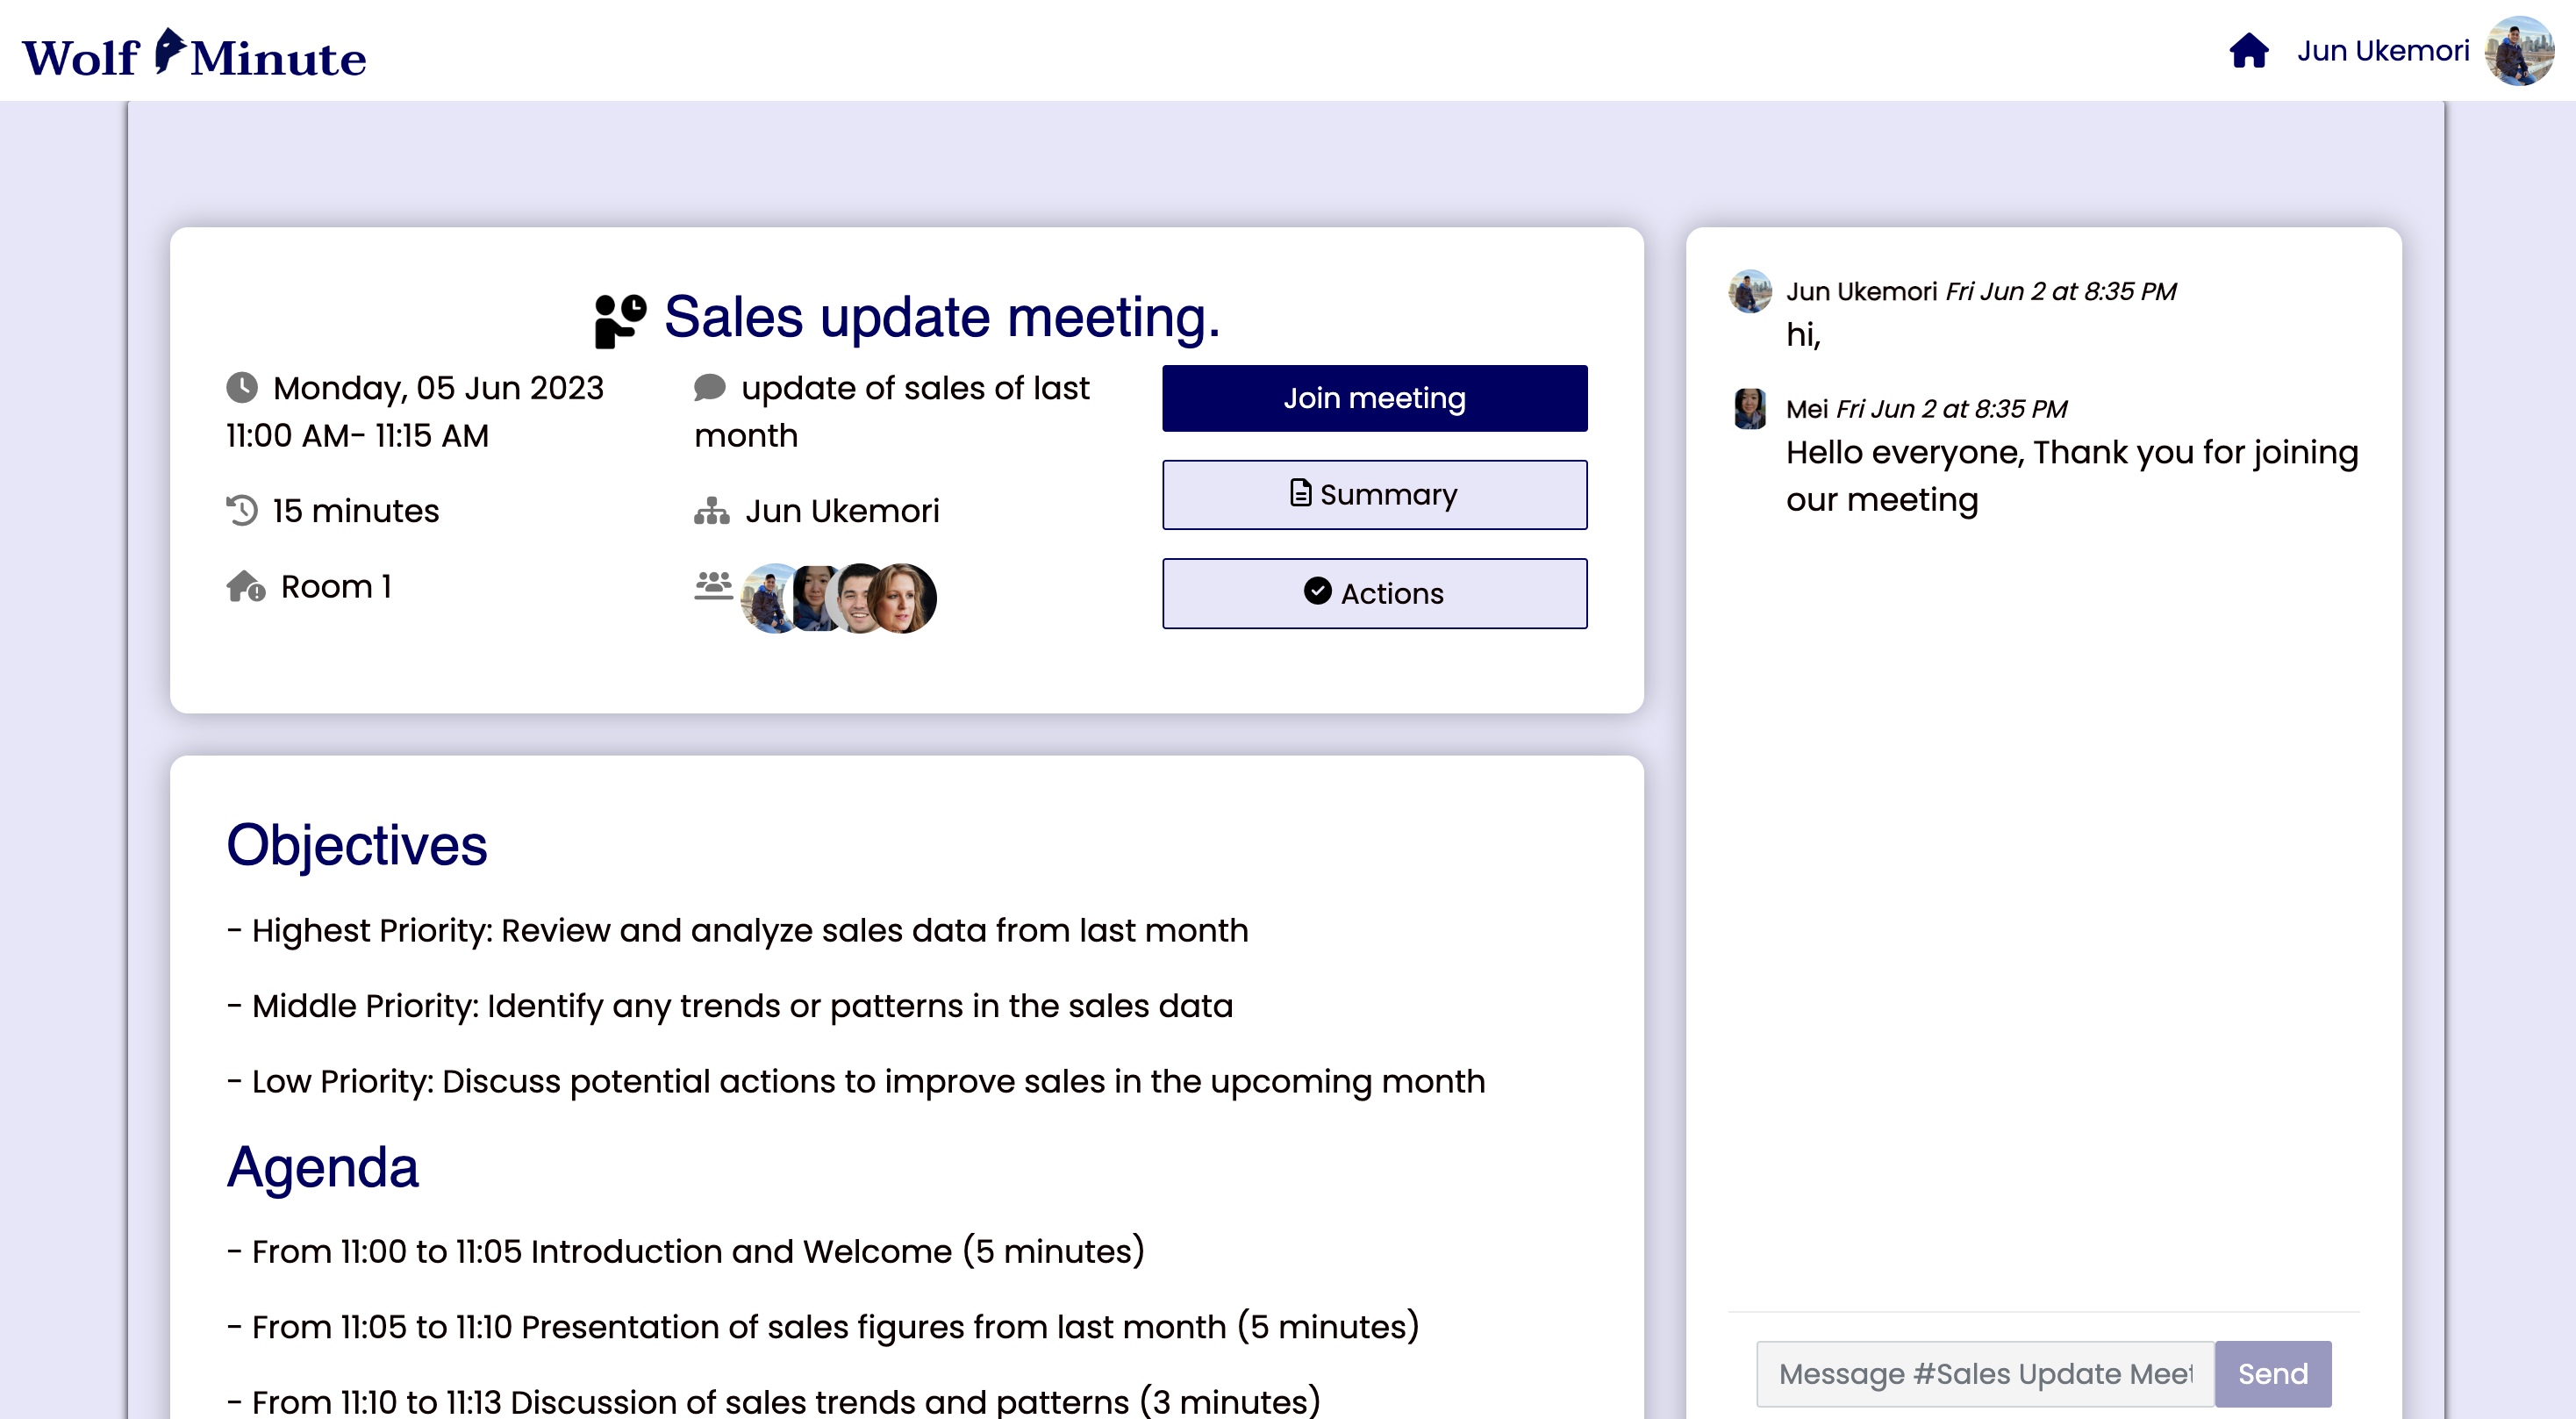 Wolf Minute
Jun Ukemori
Sales update meeting.
Monday, 05 Jun 2023
11:00 AM- 11:15 AM
15 minutes
Room 1
update of sales of last
month
Jun Ukemori
Join meeting
Summary
Actions
Objectives
- Highest Priority: Review and analyze sales data from last month
- Middle Priority: Identify any trends or patterns in the sales data
- Low Priority: Discuss potential actions to improve sales in the upcoming month
Agenda
- From 11:00 to 11:05 Introduction and Welcome (5 minutes)
- From 11:05 to 11:10 Presentation of sales figures from last month (5 minutes)
- From 11:10 to 11:13 Discussion of sales trends and patterns (3 minutes)
Jun Ukemori Fri Jun 2 at 8:35 PM
hi,
Mei Fri Jun 2 at 8:35 PM
Hello everyone, Thank you for joining
our meeting
Message #Sales Update Meet
Send